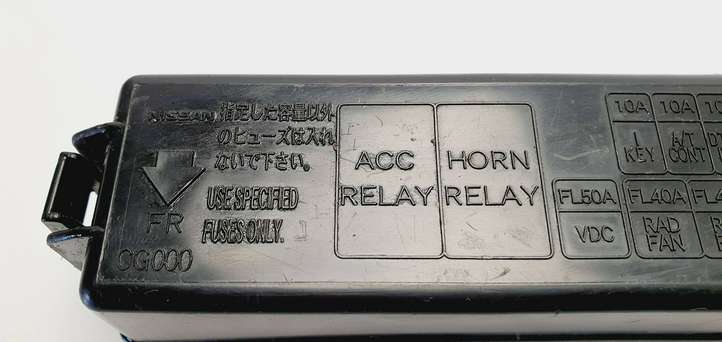 NISSAN
指定した容量以外
のヒューズは入れ
ないで下さい。
USE SPECIFIED
FUSES ONLY.
FR
CG000
ACC
RELAY
HORN
RELAY
10A
10A
I
KEY
A/T
CONT
FL50A
VDC
FL40A
RAD
FAN